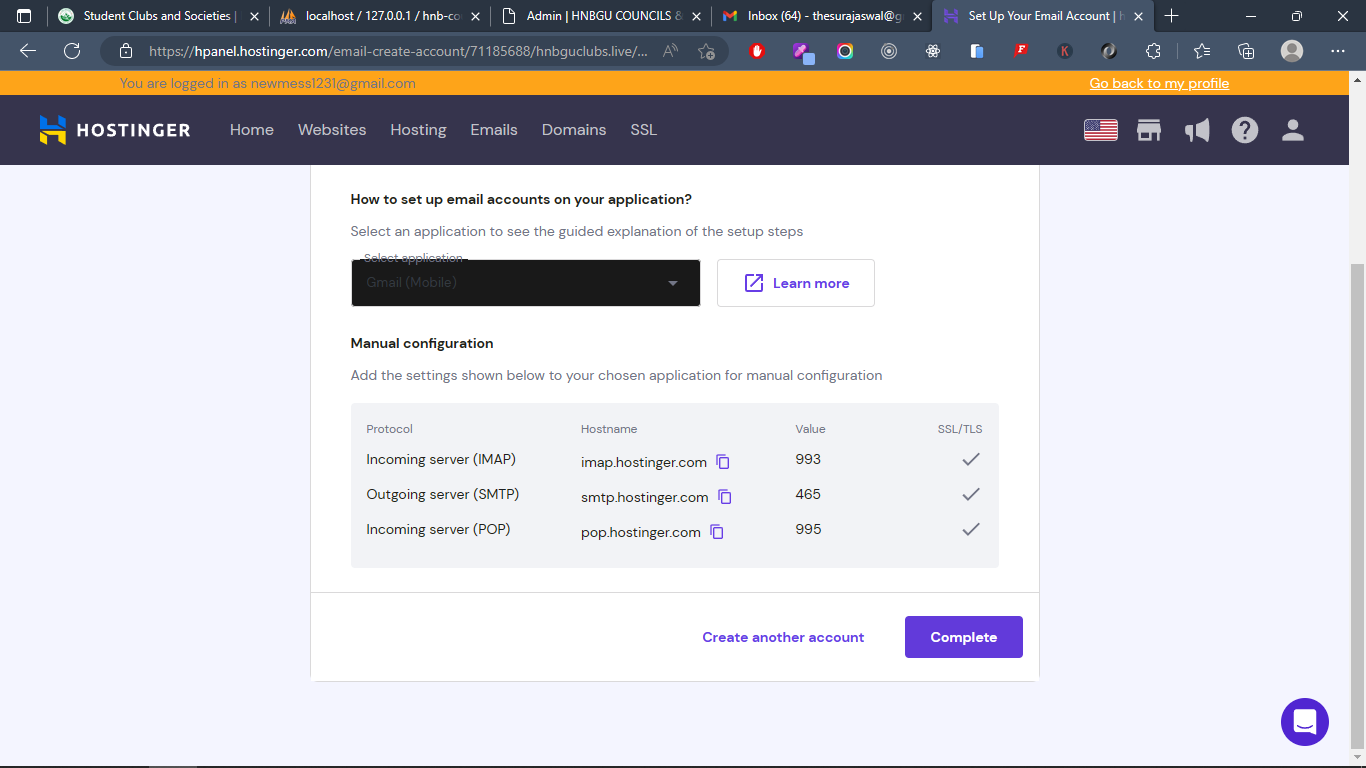 Student Clubs and Societies |
localhost / 127.0.0.1 / hnb-co
Admin | HNBGU COUNCILS &
Inbox (64) - thesurajaswal@g
Set Up Your Email Account | h
https://hpanel.hostinger.com/email-create-account/71185688/hnbguclubs.live/...
You are logged in as newmess1231@gmail.com
Go back to my profile
HOSTINGER
Home
Websites
Hosting
Emails
Domains
SSL
How to set up email accounts on your application?
Select an application to see the guided explanation of the setup steps
Select application
Gmail (Mobile)
Learn more
Manual configuration
Add the settings shown below to your chosen application for manual configuration
Protocol Hostname Value SSL/TLS
Incoming server (IMAP) imap.hostinger.com 993
Outgoing server (SMTP) smtp.hostinger.com 465
Incoming server (POP) pop.hostinger.com 995
Create another account
Complete